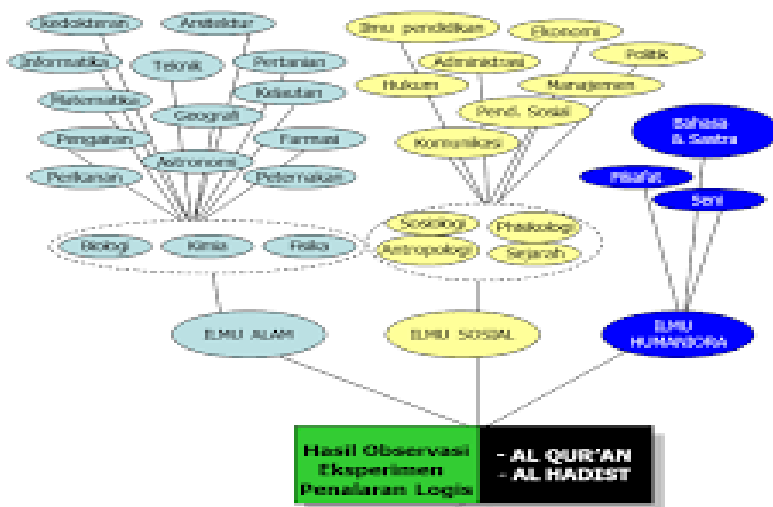 kedokteran
Arsitektur
Informatika
Teknik
Pertanian
Matematika
Kelautan
Geografi
Pengairan
Farmasi
Astronomi
Perikanan
Peternakan
Biologi
Kimia
Fisika
ILMU ALAM
Ilmu pendidikan
Ekonomi
Administrasi
Politik
Hukum
Manajemen
Pend. Sosial
Komunikasi
Sosiologi
Phsikologi
Antropologi
Sejarah
ILMU SOSIAL
Bahasa
& Sastra
Filsafat
Seni
ILMU
HUMANIORA
Hasil Observasi
Eksperimen
Penalaran Logis
- AL QUR'AN
- AL HADIST